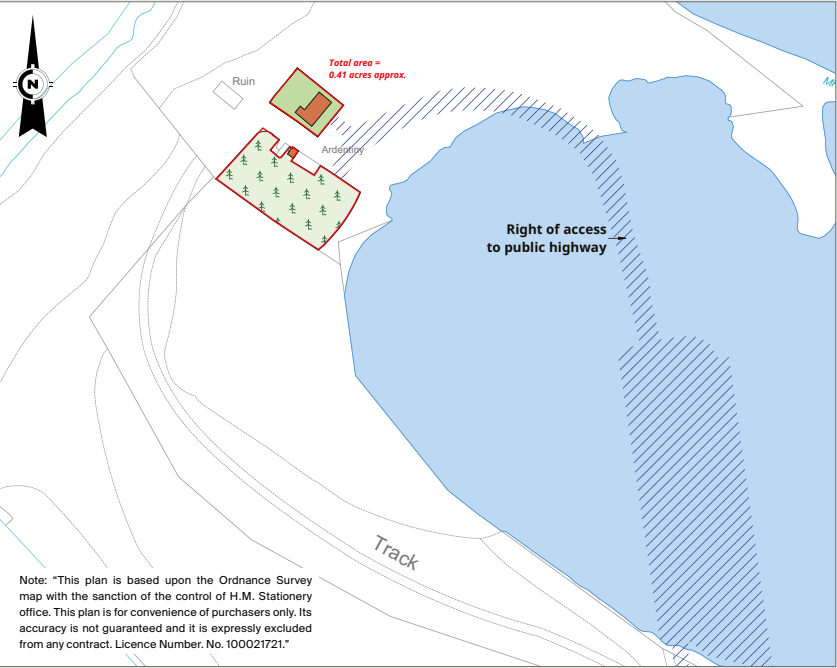 N
Ruin
Total area =
0.41 acres approx.
Ardentiny
Right of access
to public highway
Track
Note: “This plan is based upon the Ordnance Survey
map with the sanction of the control of H.M. Stationery
office. This plan is for convenience of purchasers only. Its
accuracy is not guaranteed and it is expressly excluded
from any contract. Licence Number. No. 100021721.”